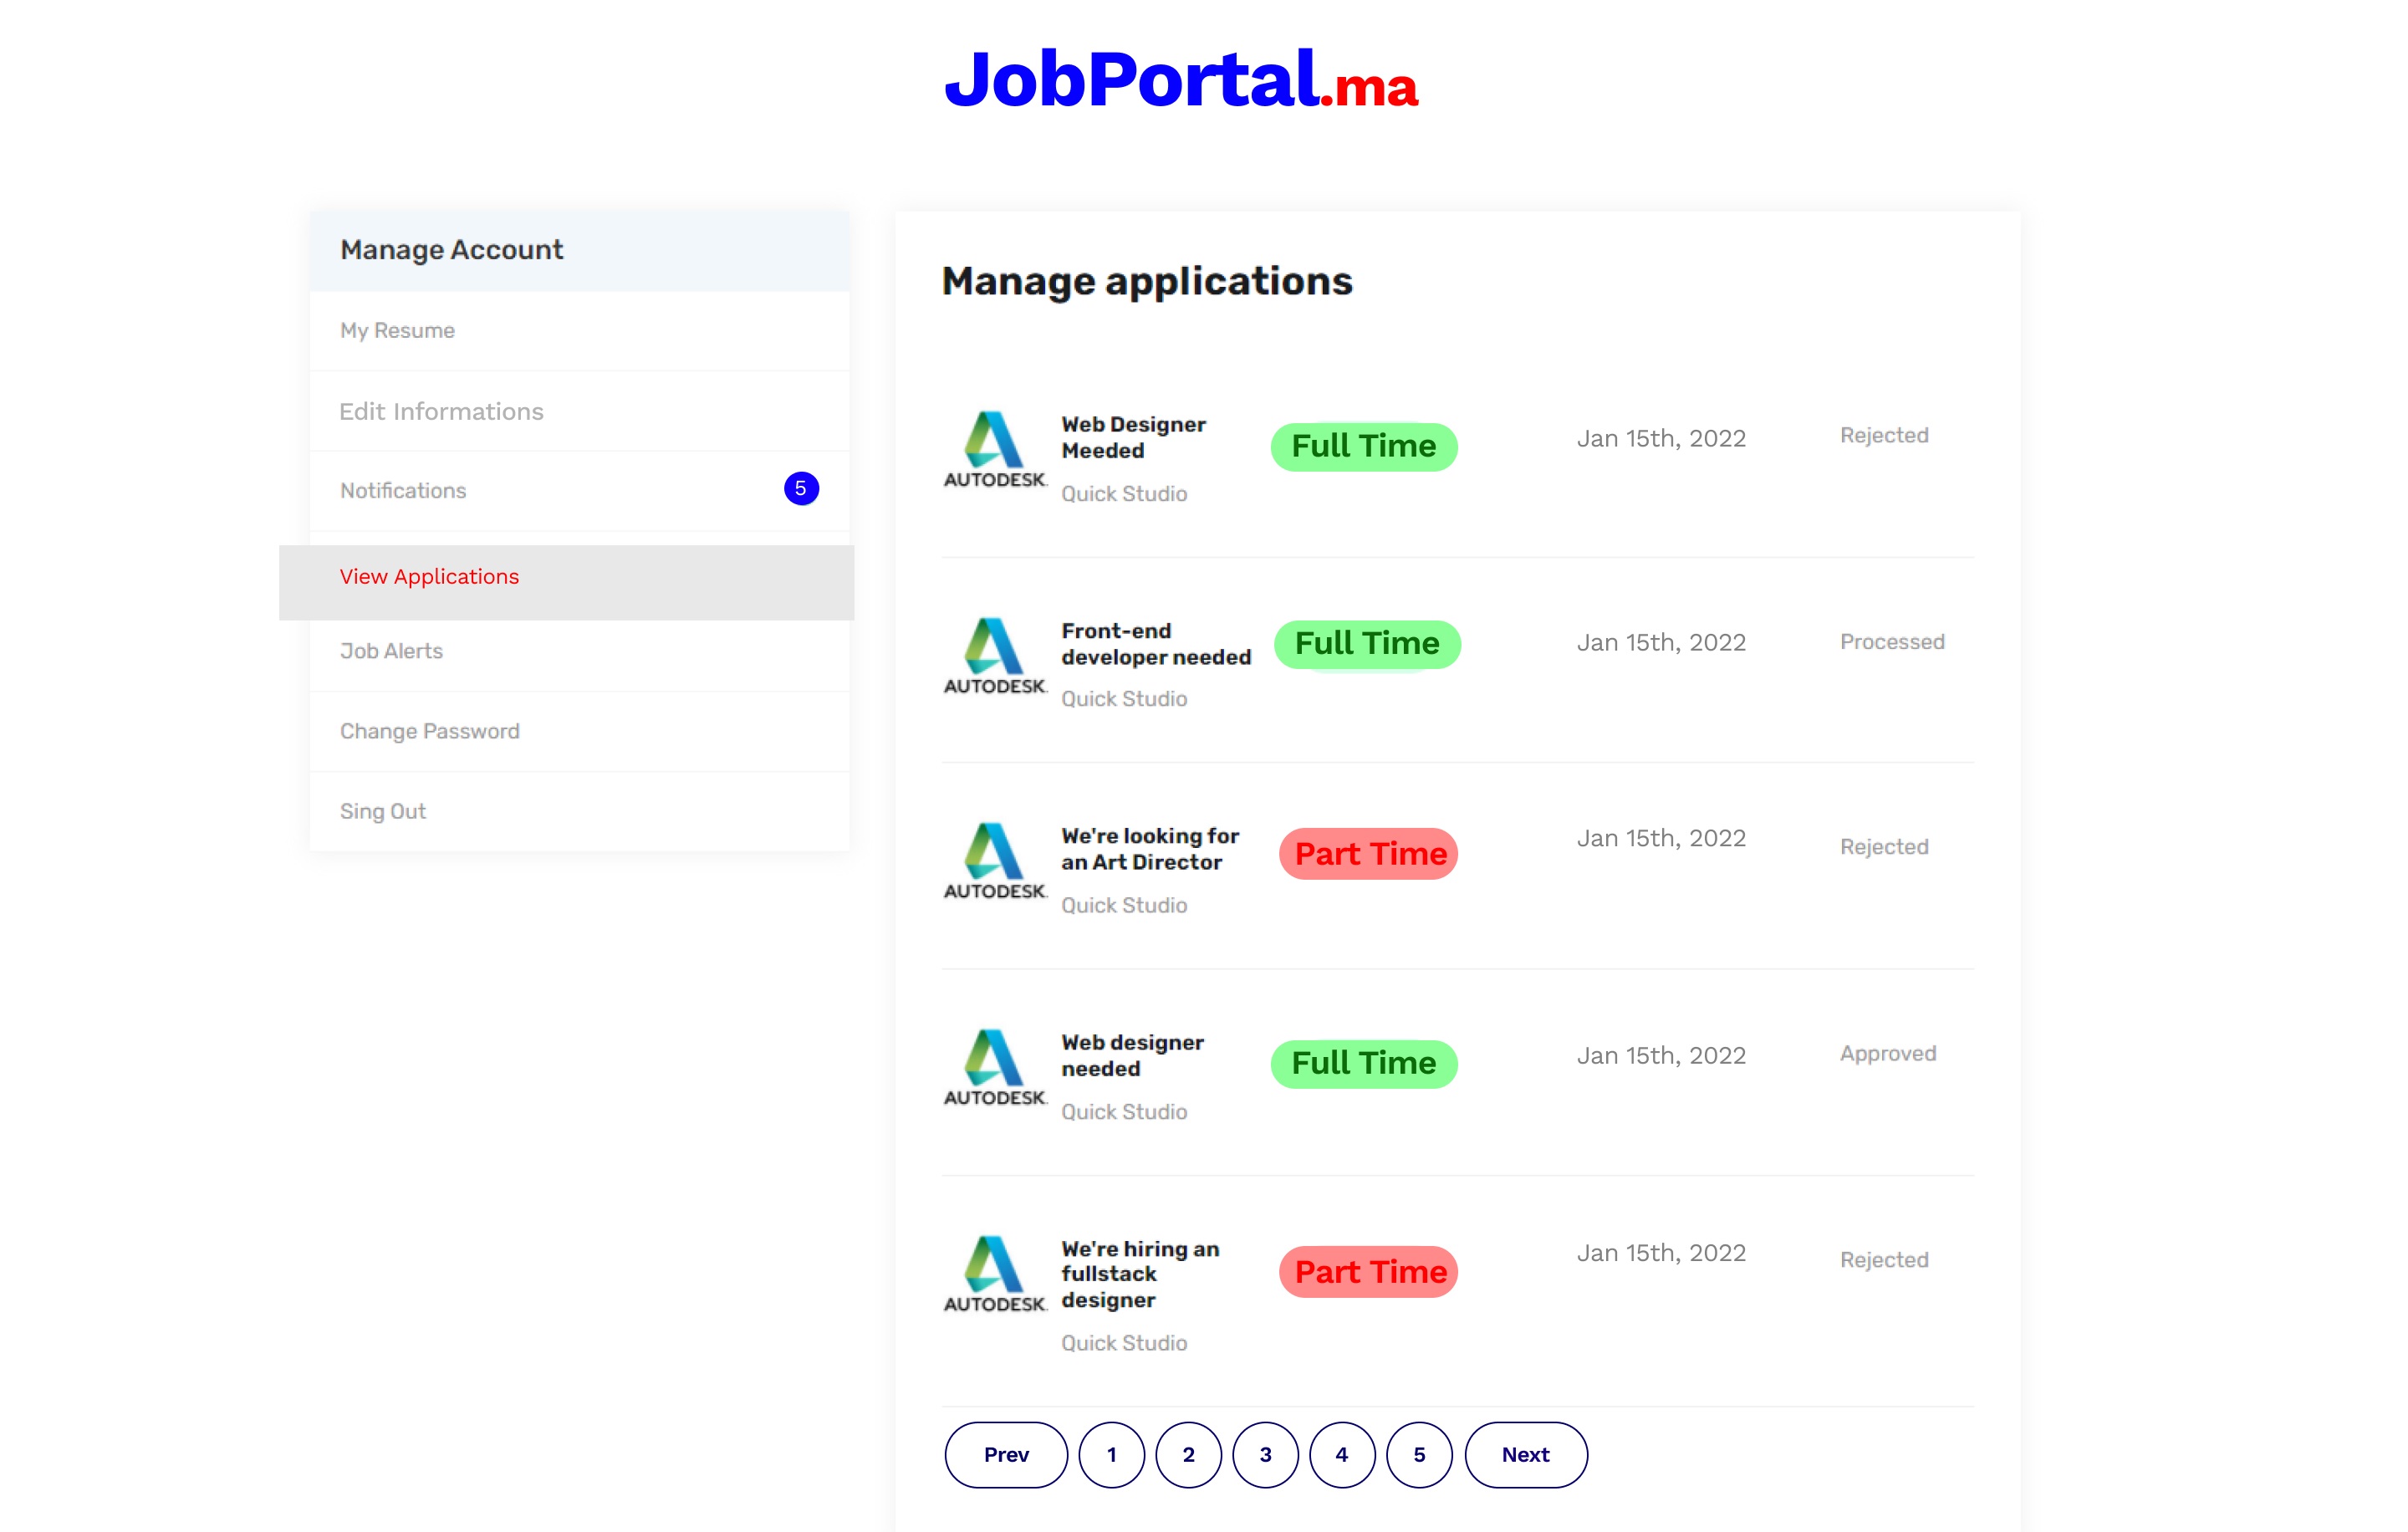 JobPortal.ma
Manage Account
My Resume
Edit Informations
Notifications 5
View Applications
Job Alerts
Change Password
Sing Out
Manage applications
AUTODESK.
Web Designer
Meeded
Quick Studio
Full Time
Jan 15th, 2022
Rejected
AUTODESK.
Front-end
developer needed
Quick Studio
Full Time
Jan 15th, 2022
Processed
AUTODESK.
We're looking for
an Art Director
Quick Studio
Part Time
Jan 15th, 2022
Rejected
AUTODESK.
Web designer
needed
Quick Studio
Full Time
Jan 15th, 2022
Approved
AUTODESK.
We're hiring an
fullstack
designer
Quick Studio
Part Time
Jan 15th, 2022
Rejected
Prev 1 2 3 4 5 Next